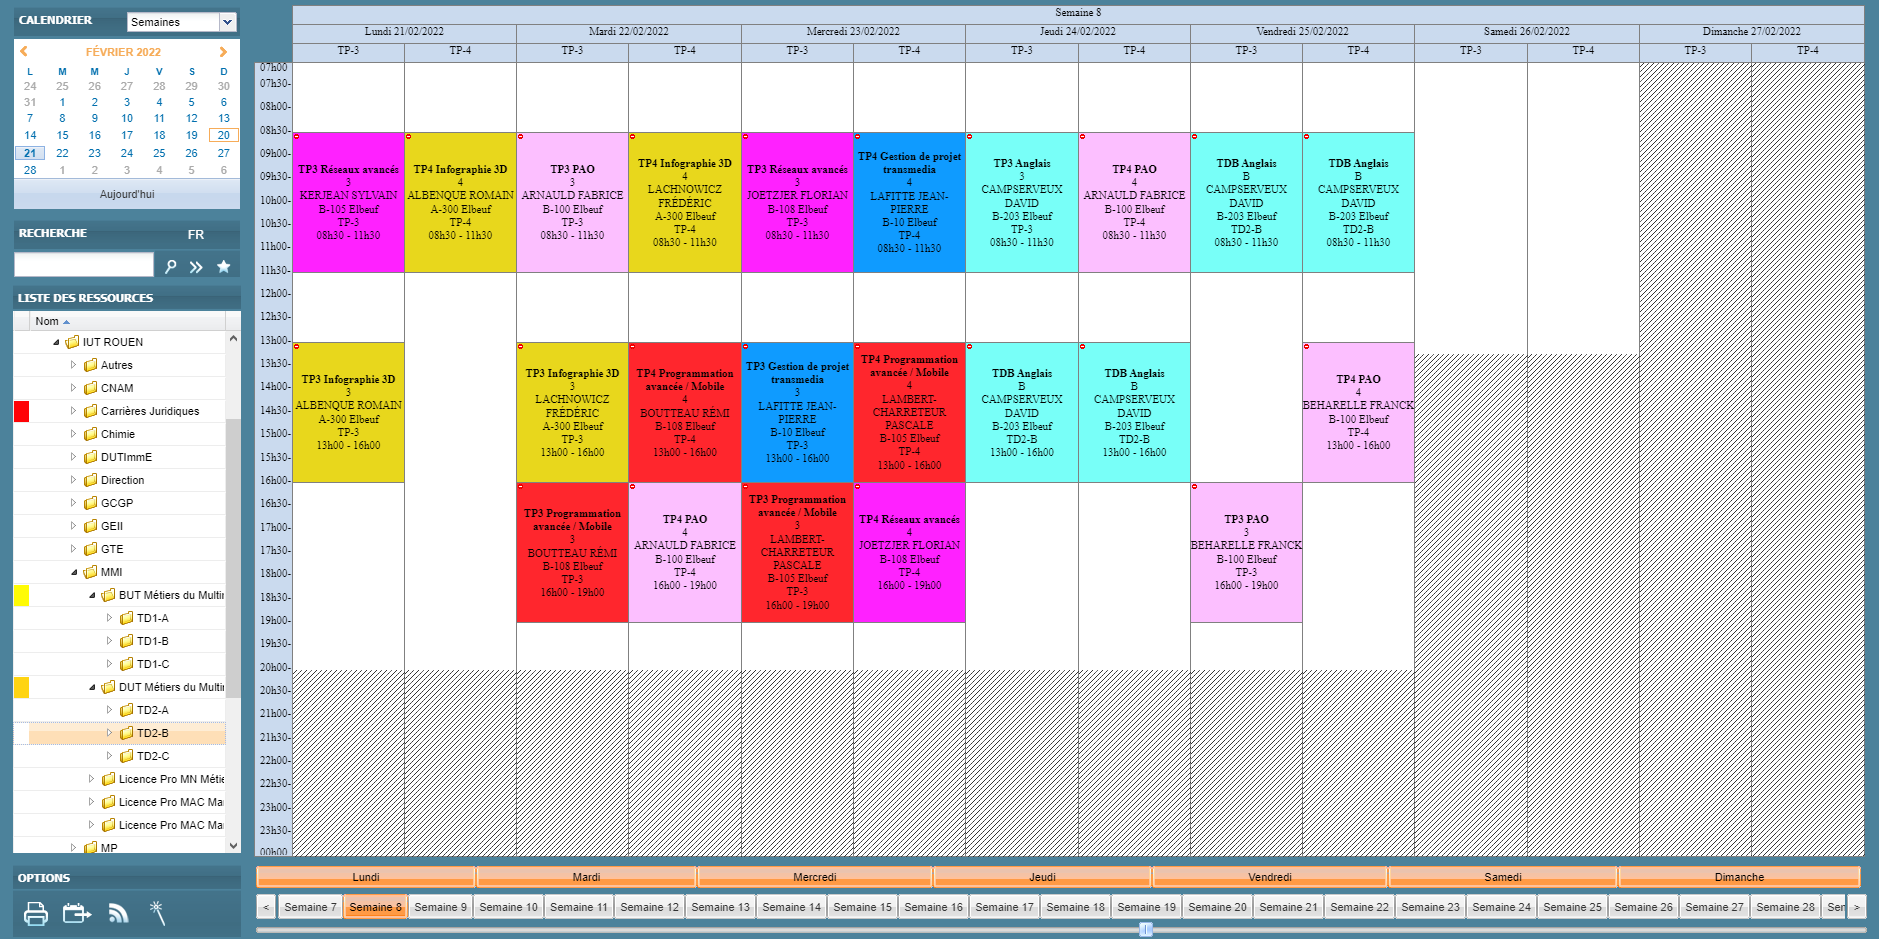 CALENDRIER
Semaines
FÉVRIER 2022
L M M J V S D
24 25 26 27 28 29 30
31 1 2 3 4 5 6
7 8 9 10 11 12 13
14 15 16 17 18 19 20
21 22 23 24 25 26 27
28 1 2 3 4 5 6
Aujourd'hui
RECHERCHE FR
LISTE DES RESSOURCES
Nom
IUT ROUEN
Autres
CNAM
Carrières Juridiques
Chimie
DUTImmE
Direction
GCGP
GEII
GTE
MMI
BUT Métiers du Multi
TD1-A
TD1-B
TD1-C
DUT Métiers du Multi
TD2-A
TD2-B
TD2-C
Licence Pro MN Métie
Licence Pro MAC Ma
Licence Pro MAC Ma
MP
OPTIONS
Semaine 8
Lundi 21/02/2022 Mardi 22/02/2022 Mercredi 23/02/2022 Jeudi 24/02/2022 Vendredi 25/02/2022 Samedi 26/02/2022 Dimanche 27/02/2022
TP-3 TP-4 TP-3 TP-4 TP-3 TP-4 TP-3 TP-4 TP-3 TP-4 TP-3 TP-4 TP-3 TP-4
07h00
07h30-
08h00-
08h30-
09h00-
09h30-
10h00-
10h30-
11h00-
11h30-
12h00-
12h30-
13h00-
13h30-
14h00-
14h30-
15h00-
15h30-
16h00-
16h30-
17h00-
17h30-
18h00-
18h30-
19h00-
19h30-
20h00-
20h30-
21h00-
21h30-
22h00-
22h30-
23h00-
23h30-
00h00
TP3 Réseaux avancés
3
KERJEAN SYLVAIN
B-105 Elbeuf
TP-3
08h30 - 11h30
TP4 Infographie 3D
4
ALBENQUE ROMAIN
A-300 Elbeuf
TP-4
08h30 - 11h30
TP3 PAO
3
ARNAULD FABRICE
B-100 Elbeuf
TP-3
08h30 - 11h30
TP4 Infographie 3D
4
LACHNOWICZ
FRÉDÉRIC
A-300 Elbeuf
TP-4
08h30 - 11h30
TP3 Réseaux avancés
3
JOETZJER FLORIAN
B-108 Elbeuf
TP-3
08h30 - 11h30
TP4 Gestion de projet
transmedia
4
LAFITTE JEAN-
PIERRE
B-10 Elbeuf
TP-4
08h30 - 11h30
TP3 Anglais
3
CAMPSERVEUX
DAVID
B-203 Elbeuf
TP-3
08h30 - 11h30
TP4 PAO
4
ARNAULD FABRICE
B-100 Elbeuf
TP-4
08h30 - 11h30
TDB Anglais
B
CAMPSERVEUX
DAVID
B-203 Elbeuf
TD2-B
08h30 - 11h30
TDB Anglais
B
CAMPSERVEUX
DAVID
B-203 Elbeuf
TD2-B
08h30 - 11h30
TP3 Infographie 3D
3
ALBENQUE ROMAIN
A-300 Elbeuf
TP-3
13h00 - 16h00
TP3 Infographie 3D
3
LACHNOWICZ
FRÉDÉRIC
A-300 Elbeuf
TP-3
13h00 - 16h00
TP4 Programmation
avancée / Mobile
4
BOUTTEAU RÉMI
B-108 Elbeuf
TP-4
13h00 - 16h00
TP3 Gestion de projet
transmedia
3
LAFITTE JEAN-
PIERRE
B-10 Elbeuf
TP-3
13h00 - 16h00
TP4 Programmation
avancée / Mobile
4
LAMBERT-
CHARRETEUR
PASCALE
B-105 Elbeuf
TP-4
13h00 - 16h00
TDB Anglais
B
CAMPSERVEUX
DAVID
B-203 Elbeuf
TD2-B
13h00 - 16h00
TDB Anglais
B
CAMPSERVEUX
DAVID
B-203 Elbeuf
TD2-B
13h00 - 16h00
TP4 PAO
4
BEHARELLE FRANCK
B-100 Elbeuf
TP-4
13h00 - 16h00
TP3 Programmation
avancée / Mobile
3
BOUTTEAU RÉMI
B-108 Elbeuf
TP-3
16h00 - 19h00
TP4 PAO
4
ARNAULD FABRICE
B-100 Elbeuf
TP-4
16h00 - 19h00
TP3 Programmation
avancée / Mobile
3
LAMBERT-
CHARRETEUR
PASCALE
B-105 Elbeuf
TP-3
16h00 - 19h00
TP4 Réseaux avancés
4
JOETZJER FLORIAN
B-108 Elbeuf
TP-4
16h00 - 19h00
TP3 PAO
3
BEHARELLE FRANCK
B-100 Elbeuf
TP-3
16h00 - 19h00
Lundi Mardi Mercredi Jeudi Vendredi Samedi Dimanche
< Semaine 7 Semaine 8 Semaine 9 Semaine 10 Semaine 11 Semaine 12 Semaine 13 Semaine 14 Semaine 15 Semaine 16 Semaine 17 Semaine 18 Semaine 19 Semaine 20 Semaine 21 Semaine 22 Semaine 23 Semaine 24 Semaine 25 Semaine 26 Semaine 27 Semaine 28 Sem >